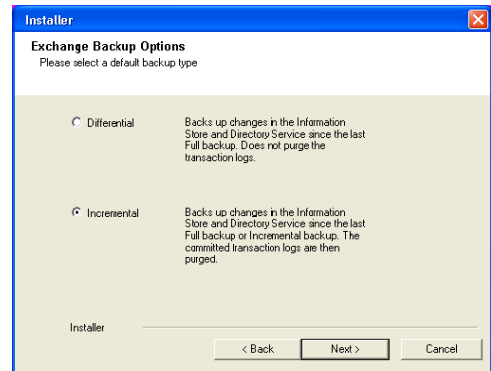 Installer
Exchange Backup Options
Please select a default backup type
Differential
Backs up changes in the Information
Store and Directory Service since the last
Full backup. Does not purge the
transaction logs.
Incremental
Backs up changes in the Information
Store and Directory Service since the last
Full backup or Incremental backup. The
committed transaction logs are then
purged.
Installer
< Back
Next >
Cancel